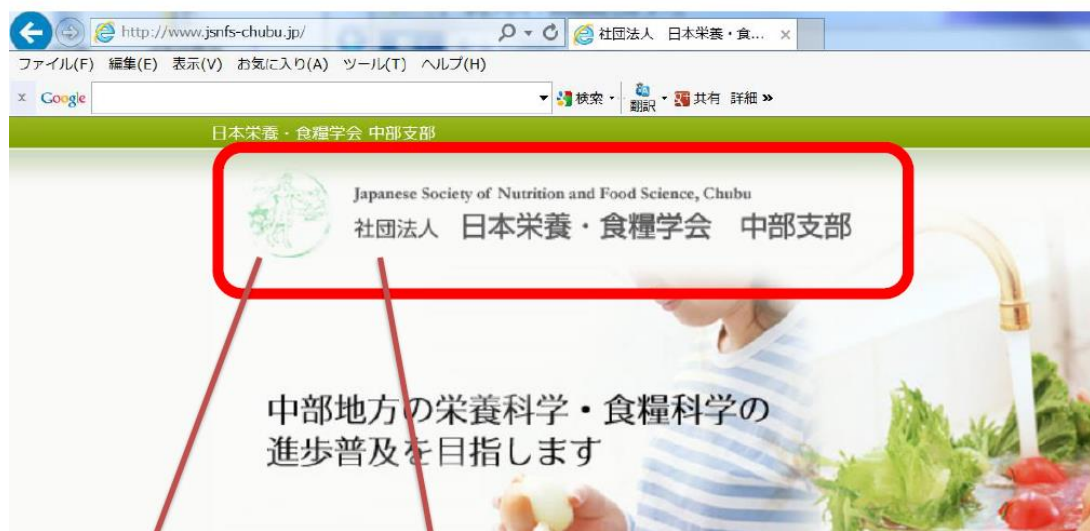 http://www.jsnfs-chubu.jp/
社団法人 日本栄養・食... ×
ファイル(F) 編集(E) 表示(V) お気に入り(A) ツール(T) ヘルプ(H)
x Google 検索 翻訳 共有 詳細 »
日本栄養・食糧学会 中部支部
Japanese Society of Nutrition and Food Science, Chubu
社団法人 日本栄養・食糧学会 中部支部
中部地方の栄養科学・食糧科学の
進歩普及を目指します